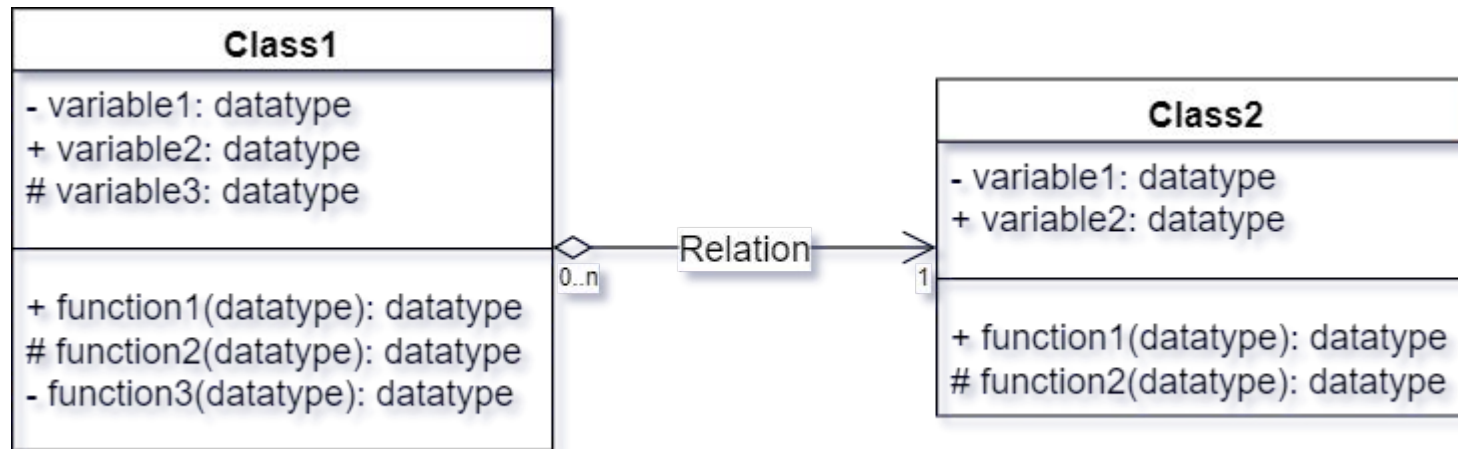 Class1
- variable1: datatype
+ variable2: datatype
# variable3: datatype
+ function1(datatype): datatype
# function2(datatype): datatype
- function3(datatype): datatype
0..n
Relation
1
Class2
- variable1: datatype
+ variable2: datatype
+ function1(datatype): datatype
# function2(datatype): datatype